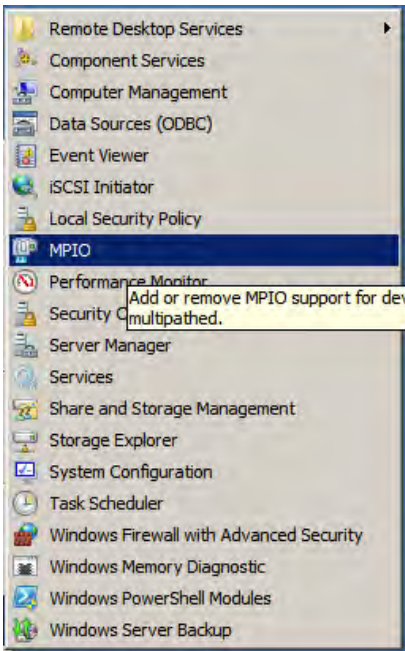 Remote Desktop Services
Component Services
Computer Management
Data Sources (ODBC)
Event Viewer
iSCSI Initiator
Local Security Policy
MPIO
Performance Monitor
Add or remove MPIO support for dev
Security C
multipathed.
Server Manager
Services
Share and Storage Management
Storage Explorer
System Configuration
Task Scheduler
Windows Firewall with Advanced Security
Windows Memory Diagnostic
Windows PowerShell Modules
Windows Server Backup